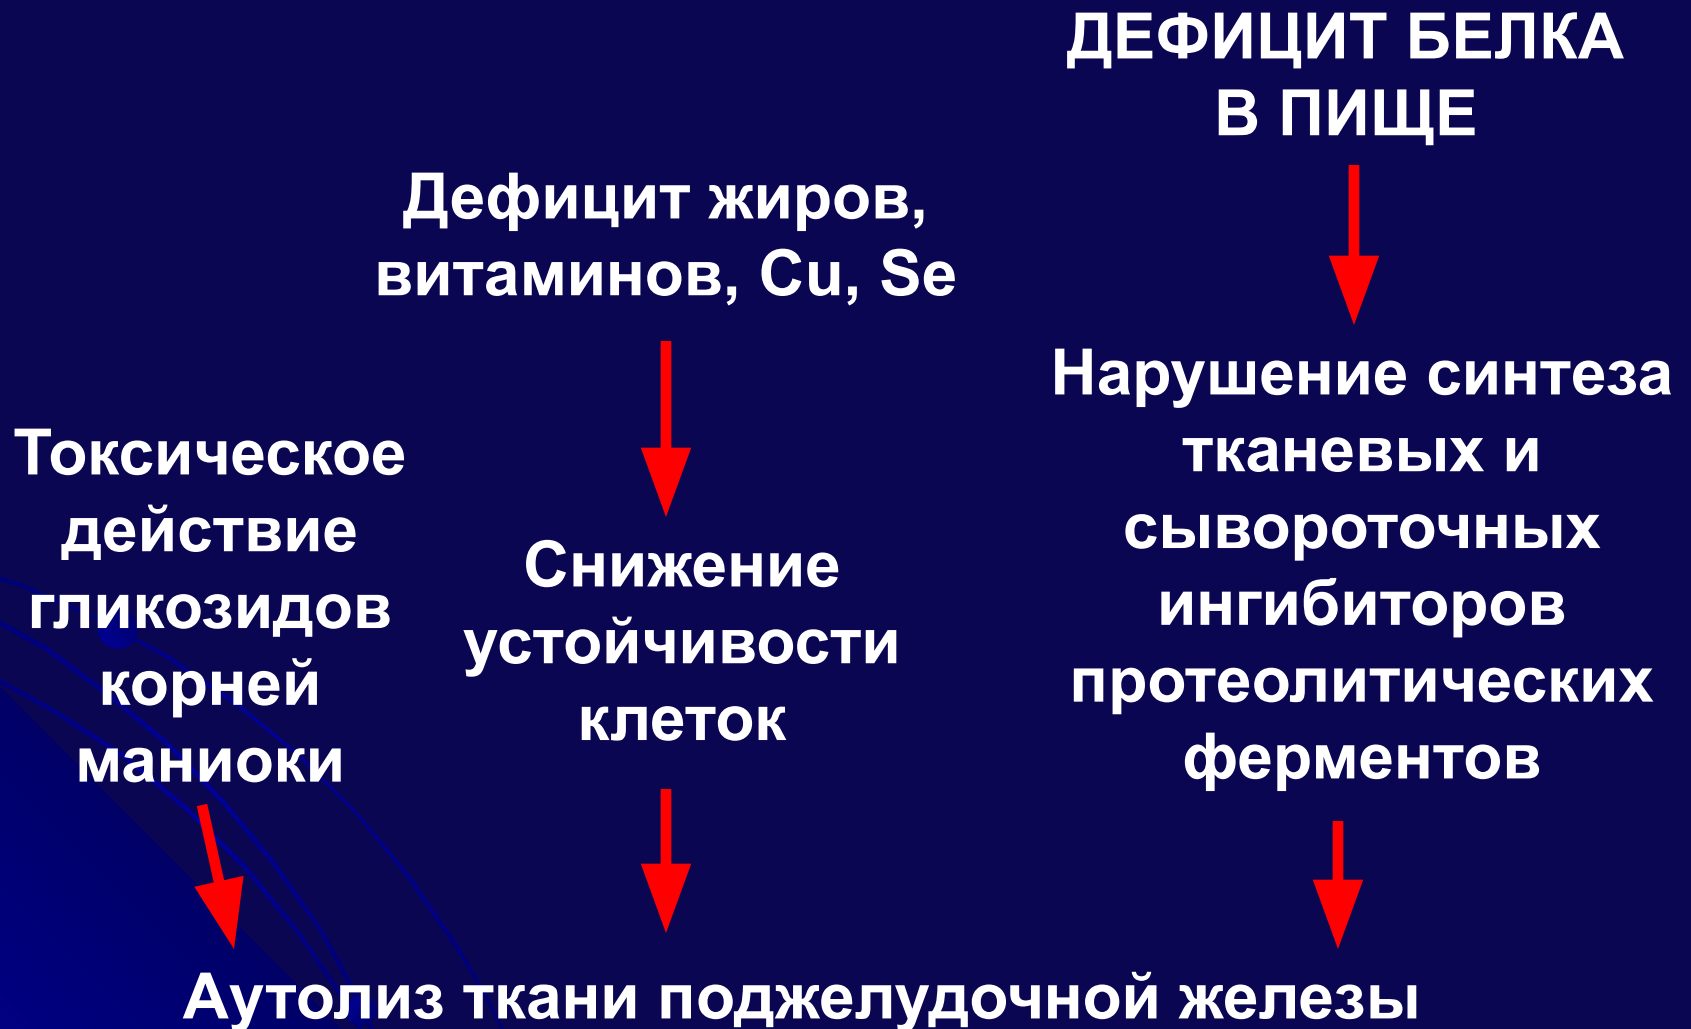 ДЕФИЦИТ БЕЛКА
В ПИЩЕ
Дефицит жиров,
витаминов, Cu, Se
Нарушение синтеза
тканевых и
сывороточных
ингибиторов
протеолитических
ферментов
Токсическое
действие
гликозидов
корней
маниоки
Снижение
устойчивости
клеток
Аутолиз ткани поджелудочной железы